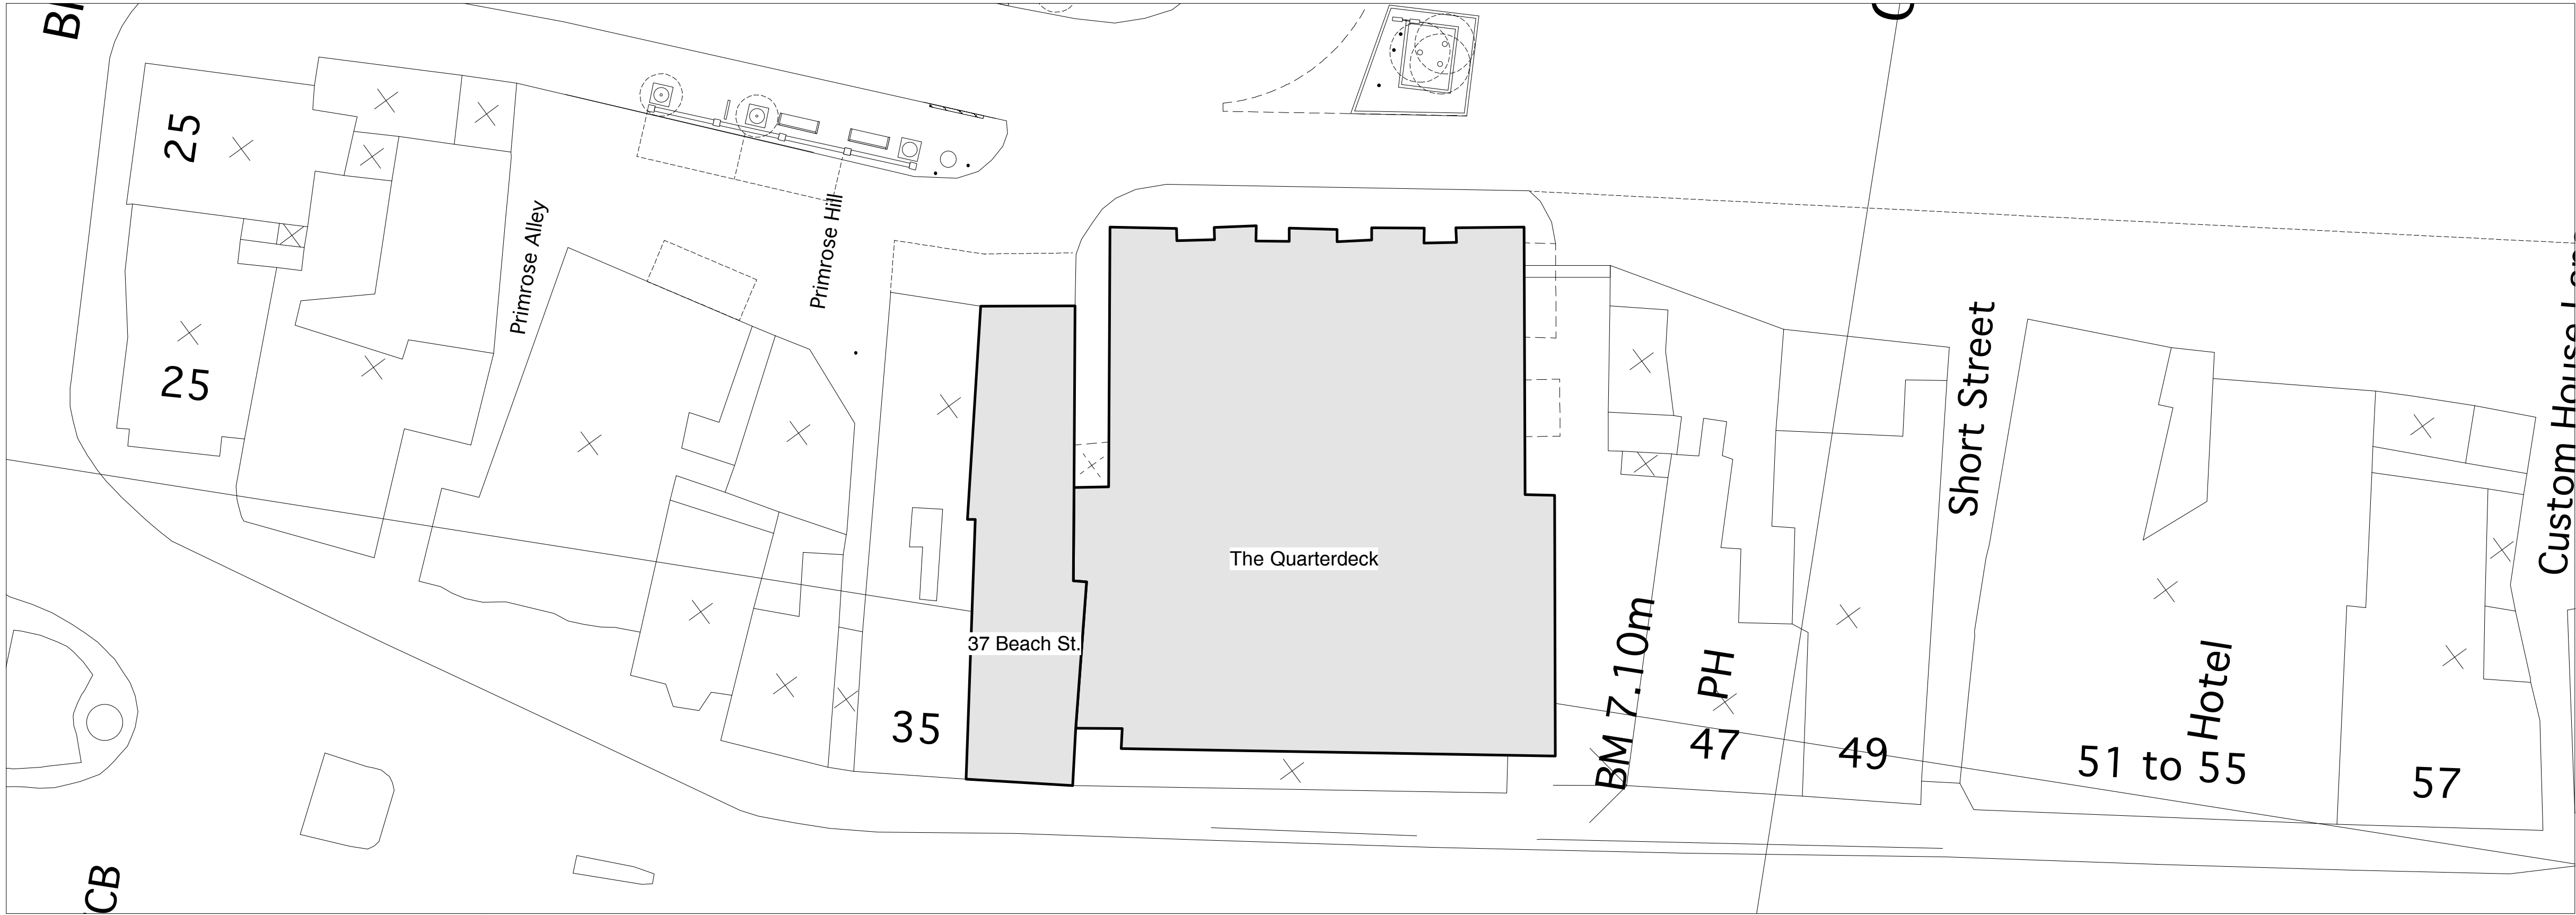 25
25
Primrose Alley
Primrose Hill
The Quarterdeck
37 Beach St.
35
BM 7.10m
PH
47
49
Short Street
51 to 55
Hotel
57
Custom House
CB